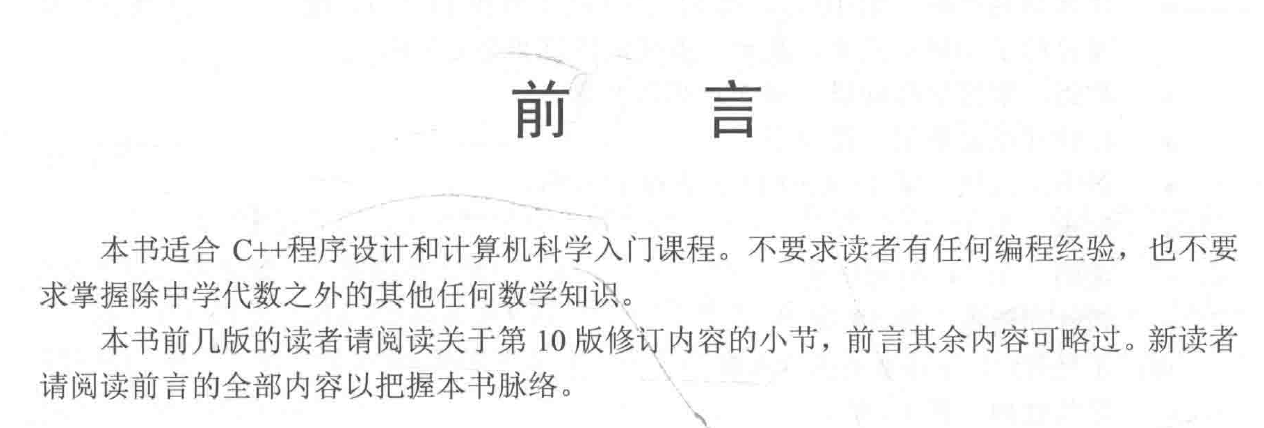 前 言
本书适合 C++程序设计和计算机科学入门课程。不要求读者有任何编程经验，也不要
求掌握除中学代数之外的其他任何数学知识。
本书前几版的读者请阅读关于第 10 版修订内容的小节，前言其余内容可略过。新读者
请阅读前言的全部内容以把握本书脉络。